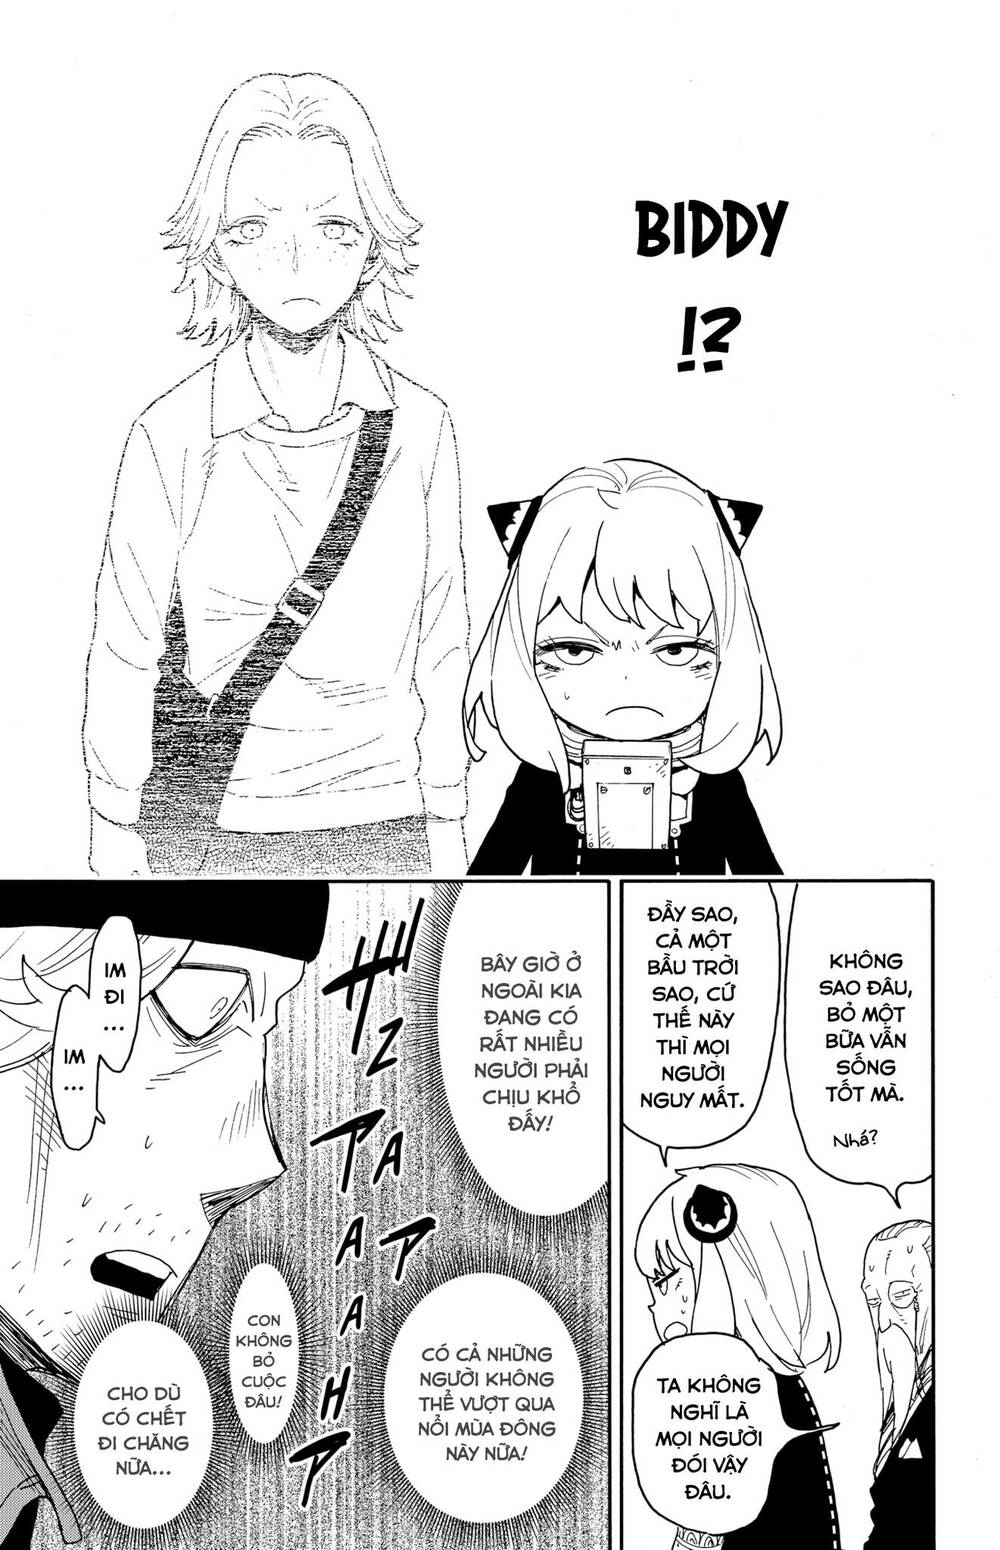 BIDDY
!?
KHÔNG
SAO ĐÂU,
BỎ MỘT
BỮA VẪN
SỐNG
TỐT MÀ.
Nhá?
ĐẦY SAO,
CẢ MỘT
BẦU TRỜI
SAO, CỨ
THẾ NÀY
THÌ MỌI
NGƯỜI
NGUY MẤT.
TA KHÔNG
NGHĨ LÀ
MỌI NGƯỜI
ĐÓI VẬY
ĐÂU.
BÂY GIỜ Ở
NGOÀI KIA
ĐANG CÓ
RẤT NHIỀU
NGƯỜI PHẢI
CHỊU KHỔ
ĐẤY!
CÓ CẢ NHỮNG
NGƯỜI KHÔNG
THỂ VƯỢT QUA
NỔI MÙA ĐÔNG
NÀY NỮA!
CON
KHÔNG
BỎ
CUỘC
ĐÂU!
CHO DÙ
CÓ CHẾT
ĐI CHĂNG
NỮA...
IM
ĐI
...
IM
...